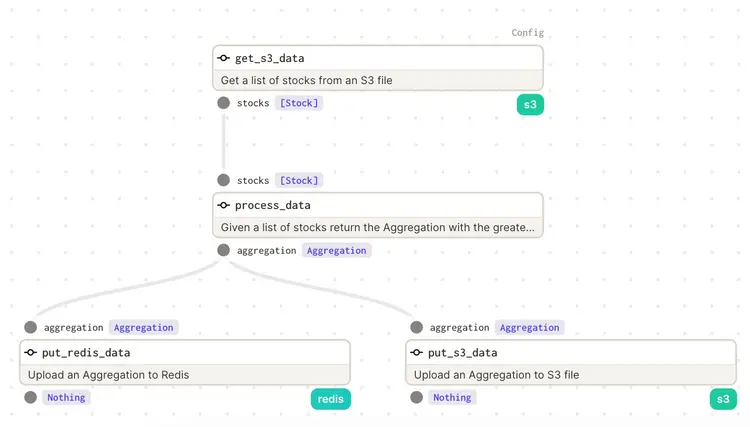 Config
get_s3_data
Get a list of stocks from an S3 file
stocks [Stock]
s3
stocks [Stock]
process_data
Given a list of stocks return the Aggregation with the greate...
aggregation Aggregation
aggregation Aggregation
put_redis_data
Upload an Aggregation to Redis
Nothing
redis
aggregation Aggregation
put_s3_data
Upload an Aggregation to S3 file
Nothing
s3